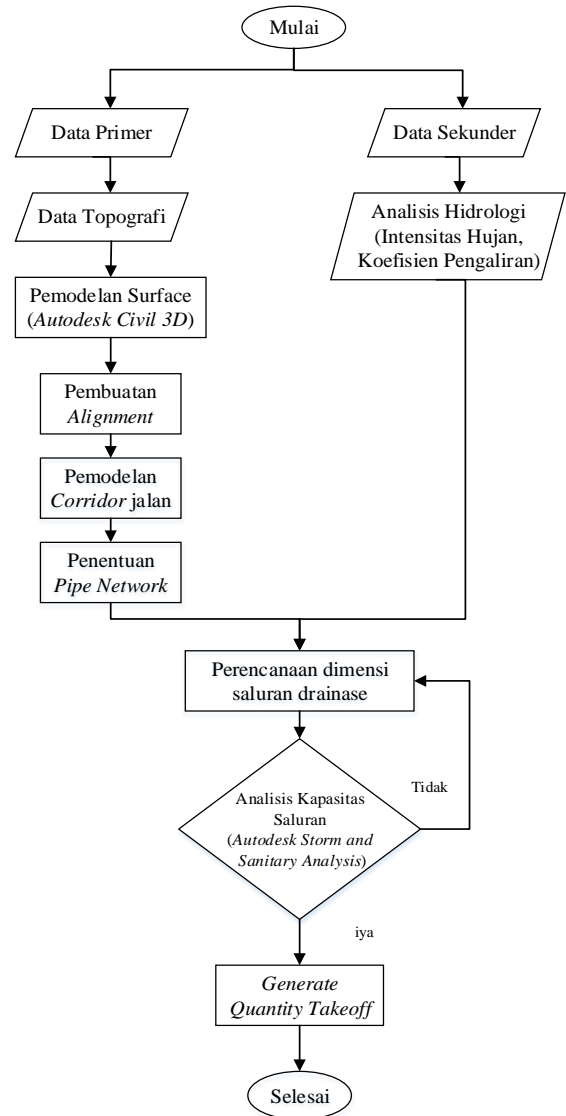 Mulai
Data Primer
Data Sekunder
Data Topografi
Analisis Hidrologi
(Intensitas Hujan,
Koefisien Pengaliran)
Pemodelan Surface
(Autodesk Civil 3D)
Pembuatan
Alignment
Pemodelan
Corridor jalan
Penentuan
Pipe Network
Perencanaan dimensi
saluran drainase
Analisis Kapasitas
Saluran
(Autodesk Storm and
Sanitary Analysis)
Tidak
iya
Generate
Quantity Takeoff
Selesai